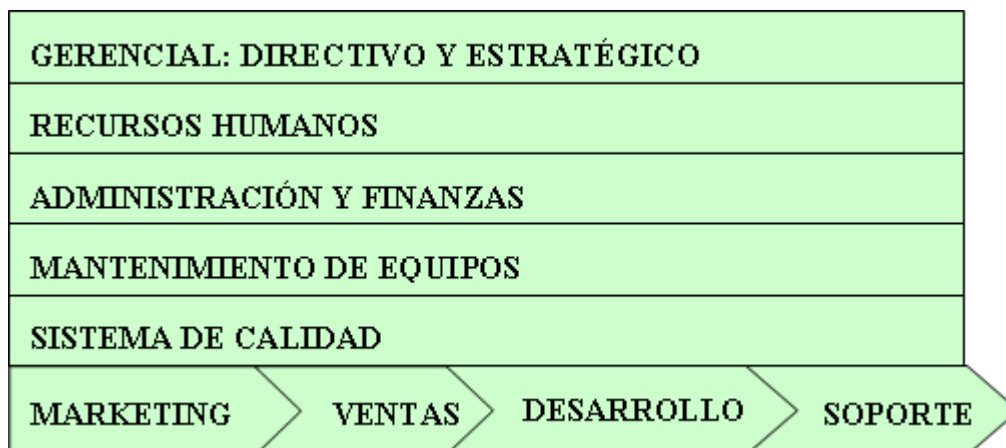 GERENCIAL: DIRECTIVO Y ESTRATÉGICO
RECURSOS HUMANOS
ADMINISTRACIÓN Y FINANZAS
MANTENIMIENTO DE EQUIPOS
SISTEMA DE CALIDAD
MARKETING VENTAS DESARROLLO SOPORTE